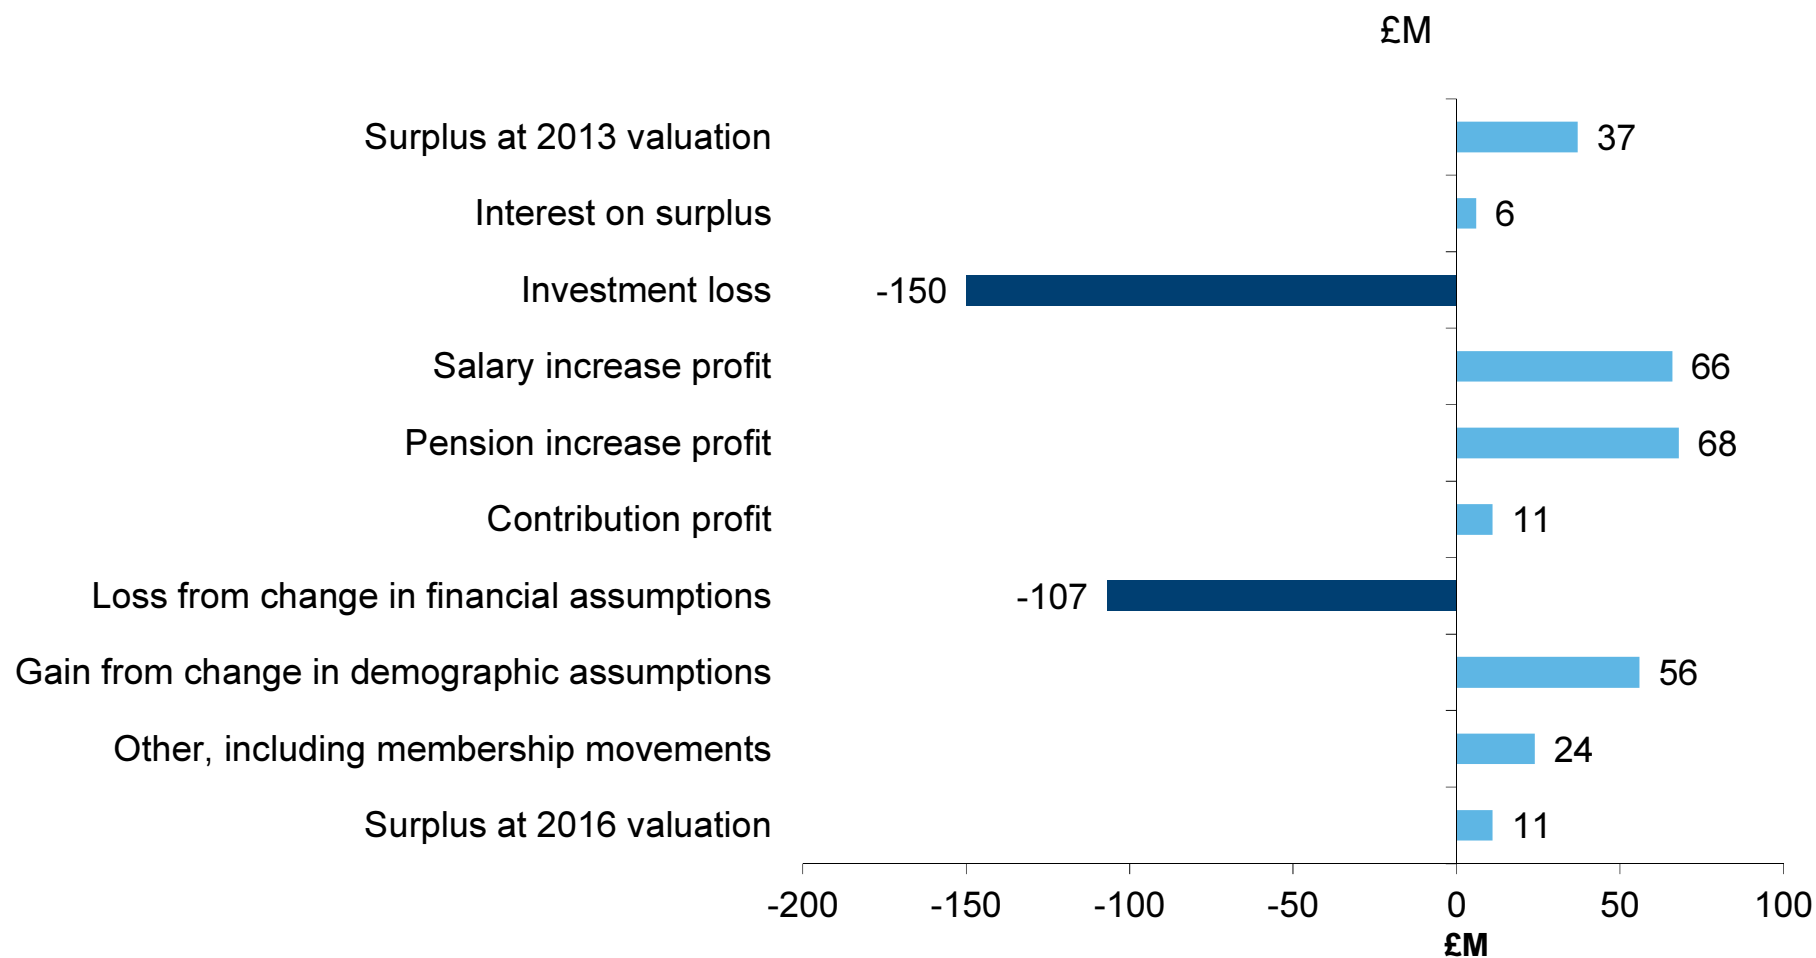 £M
Surplus at 2013 valuation 37
Interest on surplus 6
Investment loss -150
Salary increase profit 66
Pension increase profit 68
Contribution profit 11
Loss from change in financial assumptions -107
Gain from change in demographic assumptions 56
Other, including membership movements 24
Surplus at 2016 valuation 11
-200 -150 -100 -50 0 50 100
£M